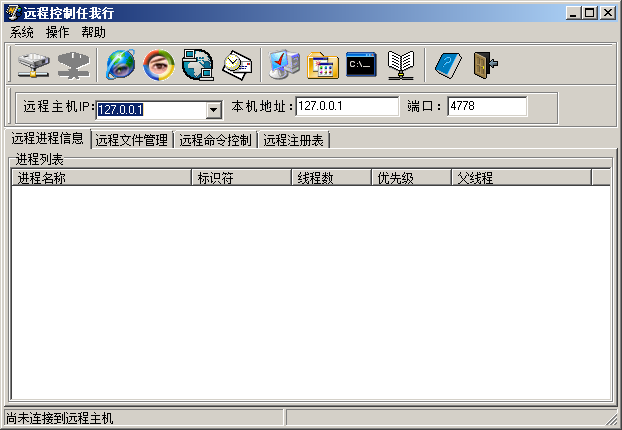 远程控制任我行
系统 操作 帮助
C:\_
远程主机IP: 127.0.0.1 本机地址: 127.0.0.1 端口: 4778
远程进程信息 远程文件管理 远程命令控制 远程注册表
进程列表
进程名称 标识符 线程数 优先级 父线程
尚未连接到远程主机